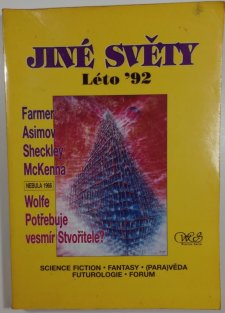 JINÉ SVĚTY
Léto '92
Farmer
Asimov
Sheckley
McKenna
NEBULA 1966
Wolfe
Potřebuje
vesmír Stvořitele?
SCIENCE FICTION • FANTASY • (PARA)VĚDA
FUTUROLOGIE • FORUM